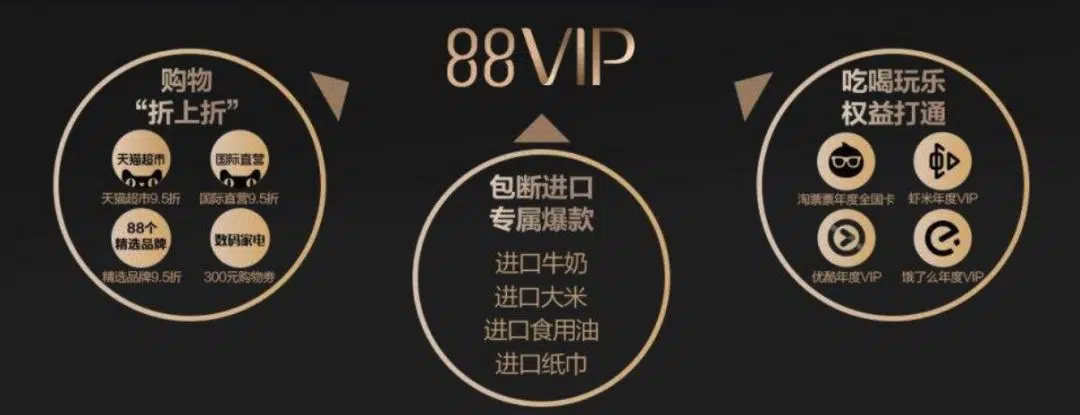 88VIP
购物
“折上折”
天猫超市
国际直营
天猫超市9.5折
国际直营9.5折
88个
精选品牌
数码家电
精选品牌9.5折
300元购物劵
包断进口
专属爆款
进口牛奶
进口大米
进口食用油
进口纸巾
吃喝玩乐
权益打通
淘票票年度全国卡
虾米年度VIP
优酷年度VIP
饿了么年度VIP